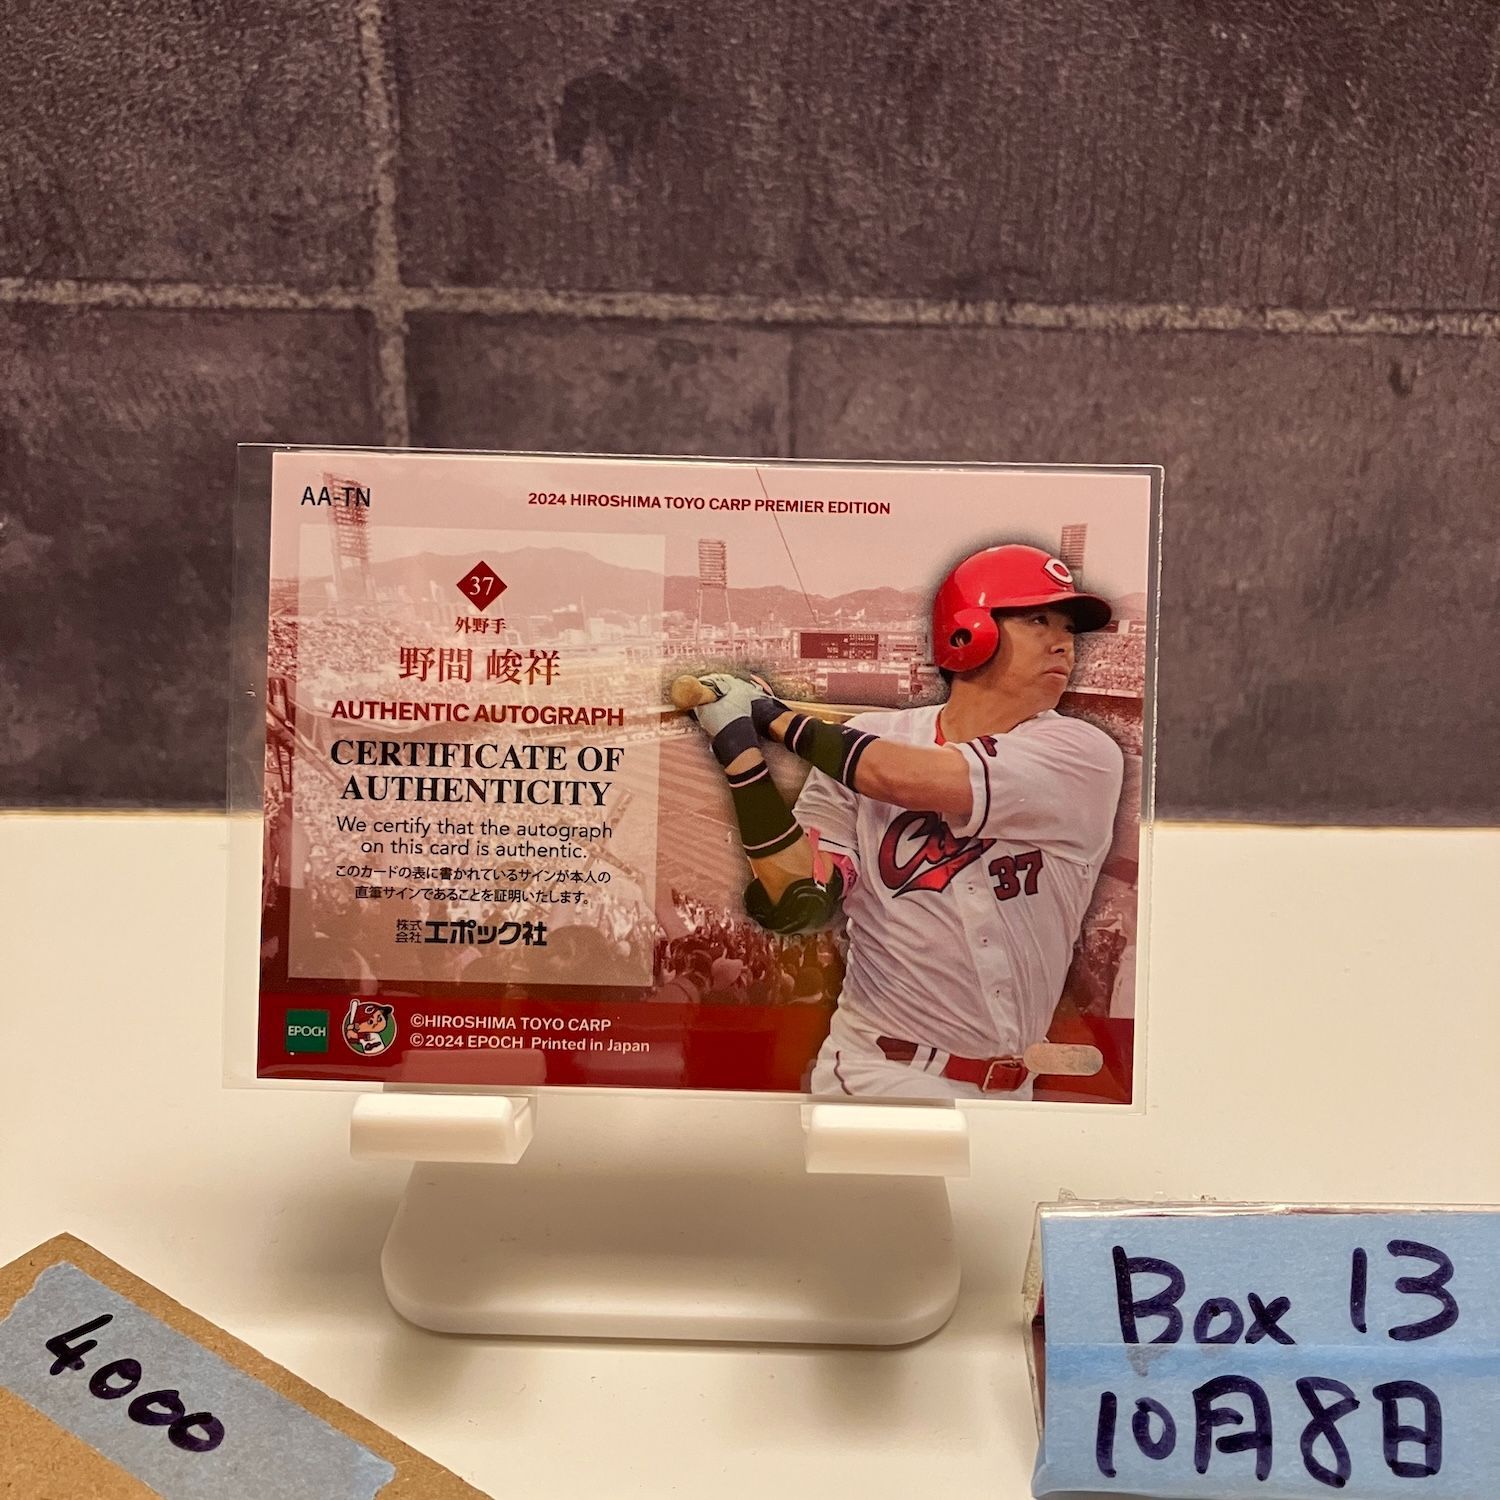 AA-TN
2024 HIROSHIMA TOYO CARP PREMIER EDITION
37
外野手
野間 峻祥
AUTHENTIC AUTOGRAPH
CERTIFICATE OF
AUTHENTICITY
We certify that the autograph
on this card is authentic.
このカードの表に書かれているサインが本人の
直筆サインであることを証明いたします。
株式会社エポック社
C
37
EPOCH
©HIROSHIMA TOYO CARP
©2024 EPOCH Printed in Japan
4000
Box 13
10月8日